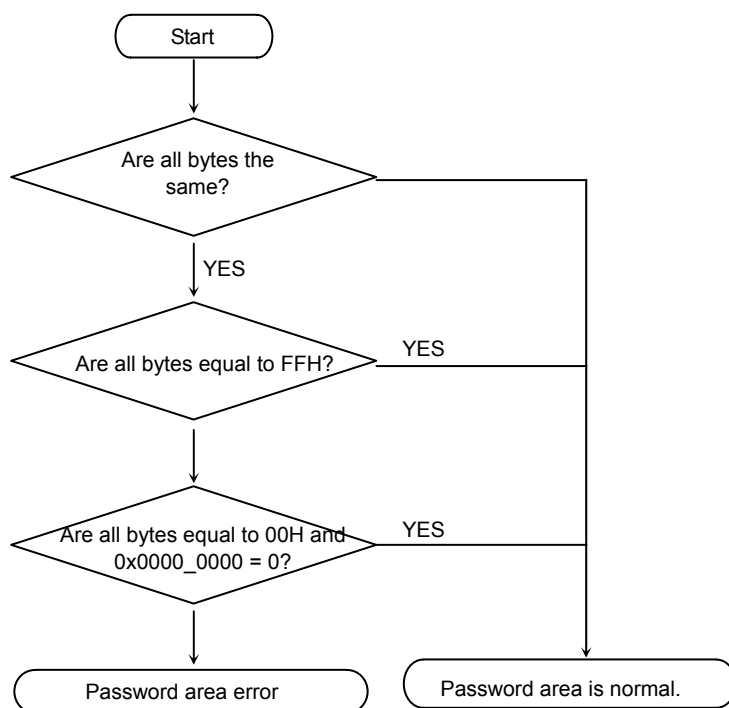 Start
Are all bytes the
same?
YES
Are all bytes equal to FFH?
YES
Are all bytes equal to 00H and
0x0000_0000 = 0?
YES
Password area error
Password area is normal.